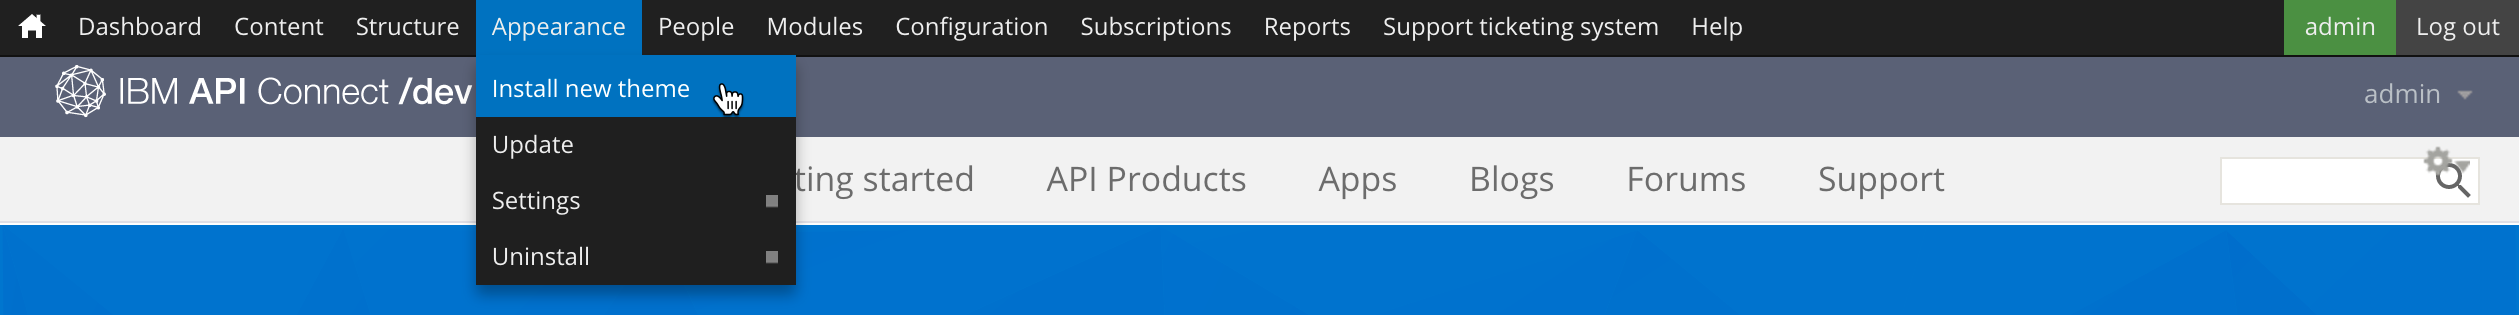 Dashboard Content Structure Appearance People Modules Configuration Subscriptions Reports Support ticketing system Help admin Log out
IBM API Connect /dev Install new theme admin
Update
ting started API Products Apps Blogs Forums Support
Settings
Uninstall